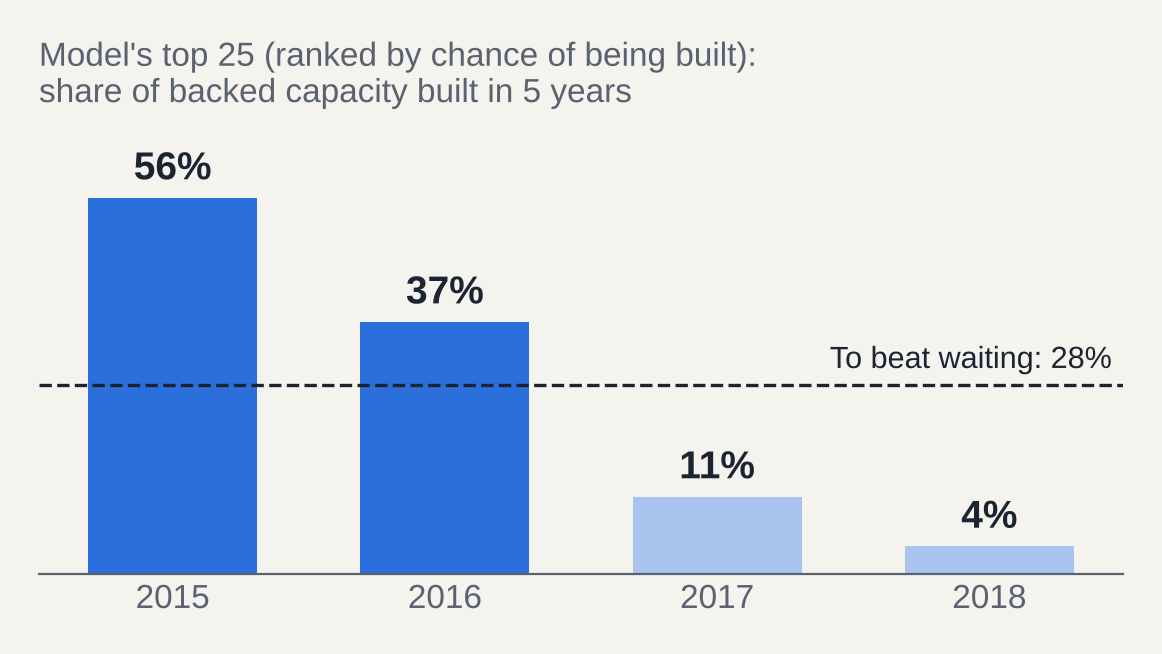 Model's top 25 (ranked by chance of being built):
share of backed capacity built in 5 years
56%
37%
To beat waiting: 28%
11%
4%
2015
2016
2017
2018